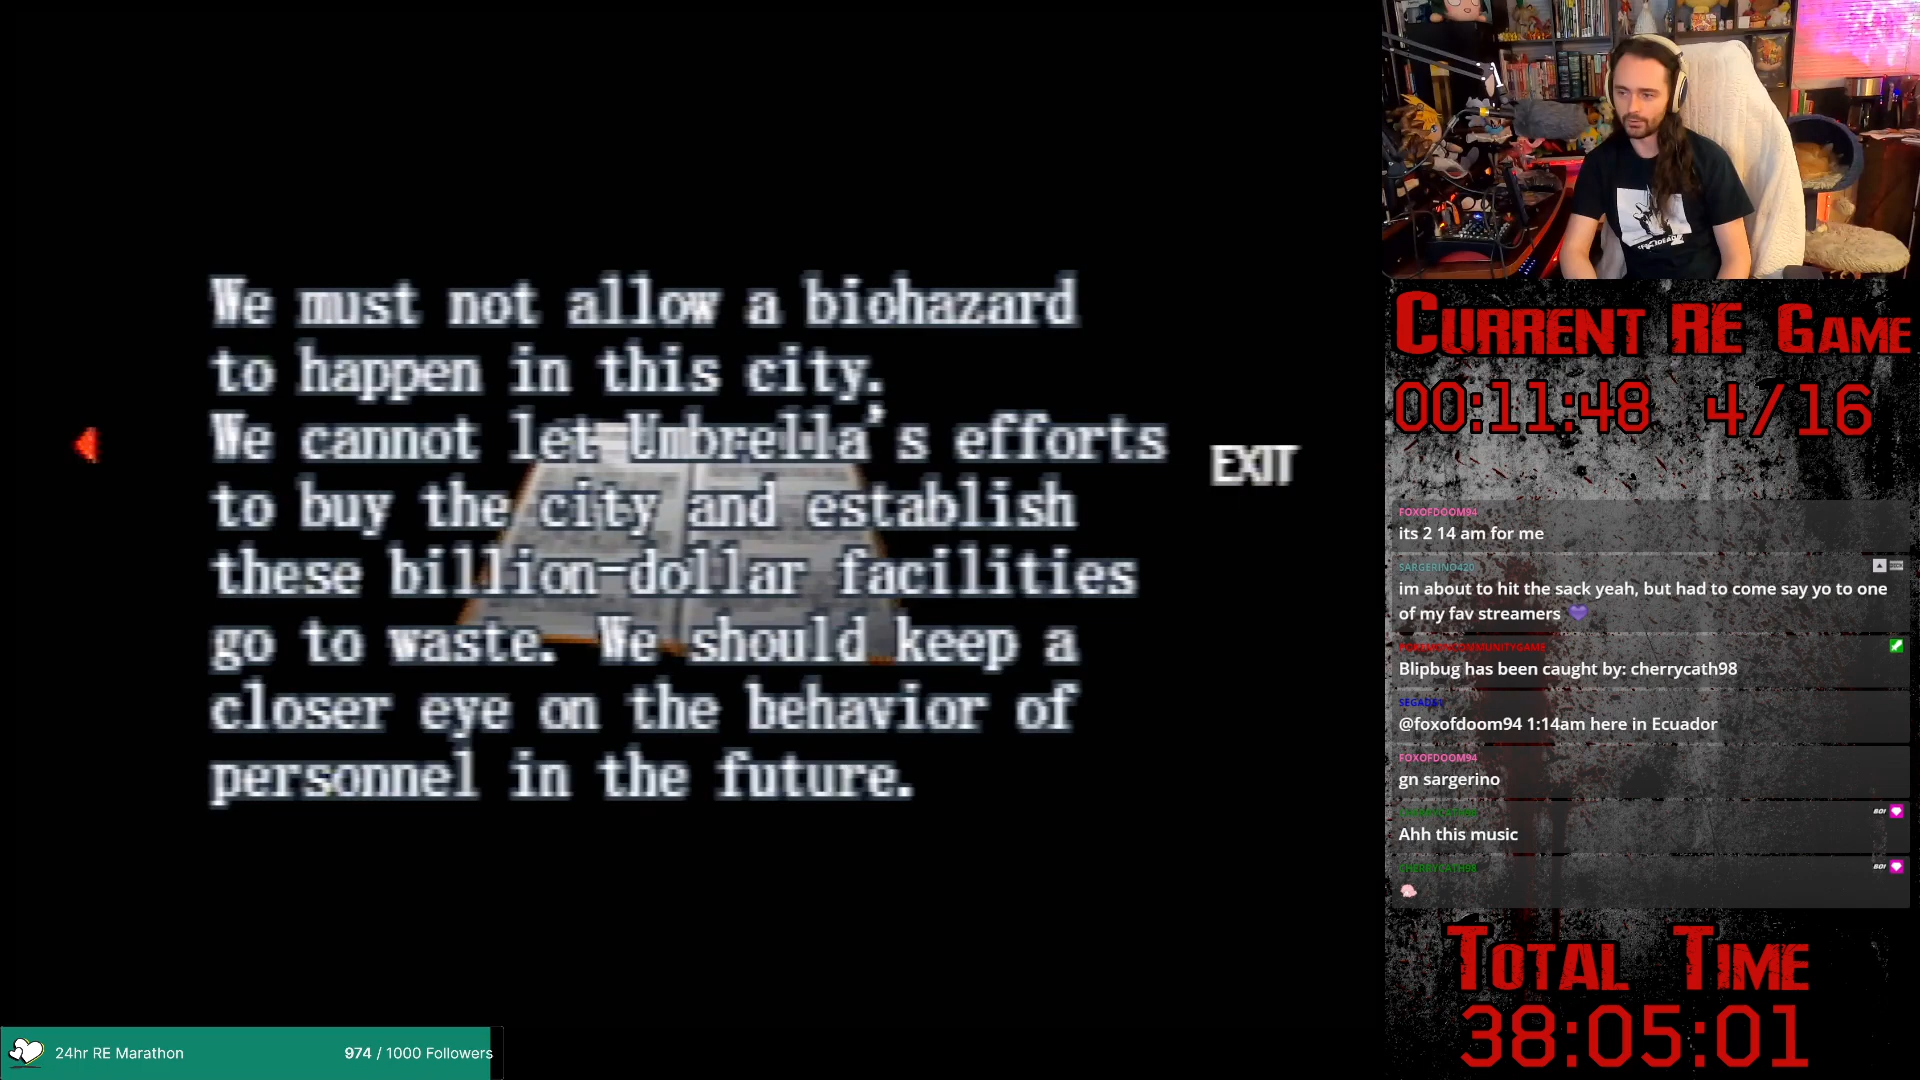 We must not allow a biohazard
to happen in this city.
We cannot let Umbrella's efforts
to buy the city and establish
these billion-dollar facilities
go to waste. We should keep a
closer eye on the behavior of
personnel in the future.
EXIT
CURRENT RE GAME
00:11:48 4/16
FOXOFDOOM94
its 2 14 am for me
SARGERINO420
im about to hit the sack yeah, but had to come say yo to one
of my fav streamers
Blipbug has been caught by: cherrycath98
@foxofdoom94 1:14am here in Ecuador
FOXOFDOOM94
gn sargerino
Ahh this music
CHERRYCATH98
TOTAL TIME
38:05:01
24hr RE Marathon 974 / 1000 Followers